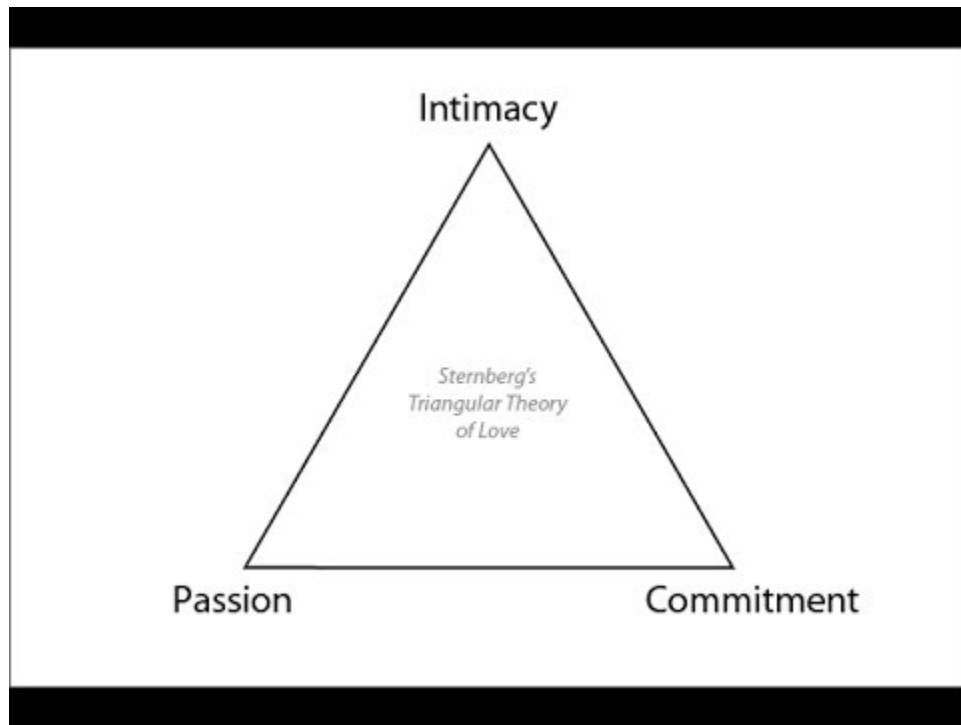 Intimacy
Sternberg's
Triangular Theory
of Love
Passion
Commitment